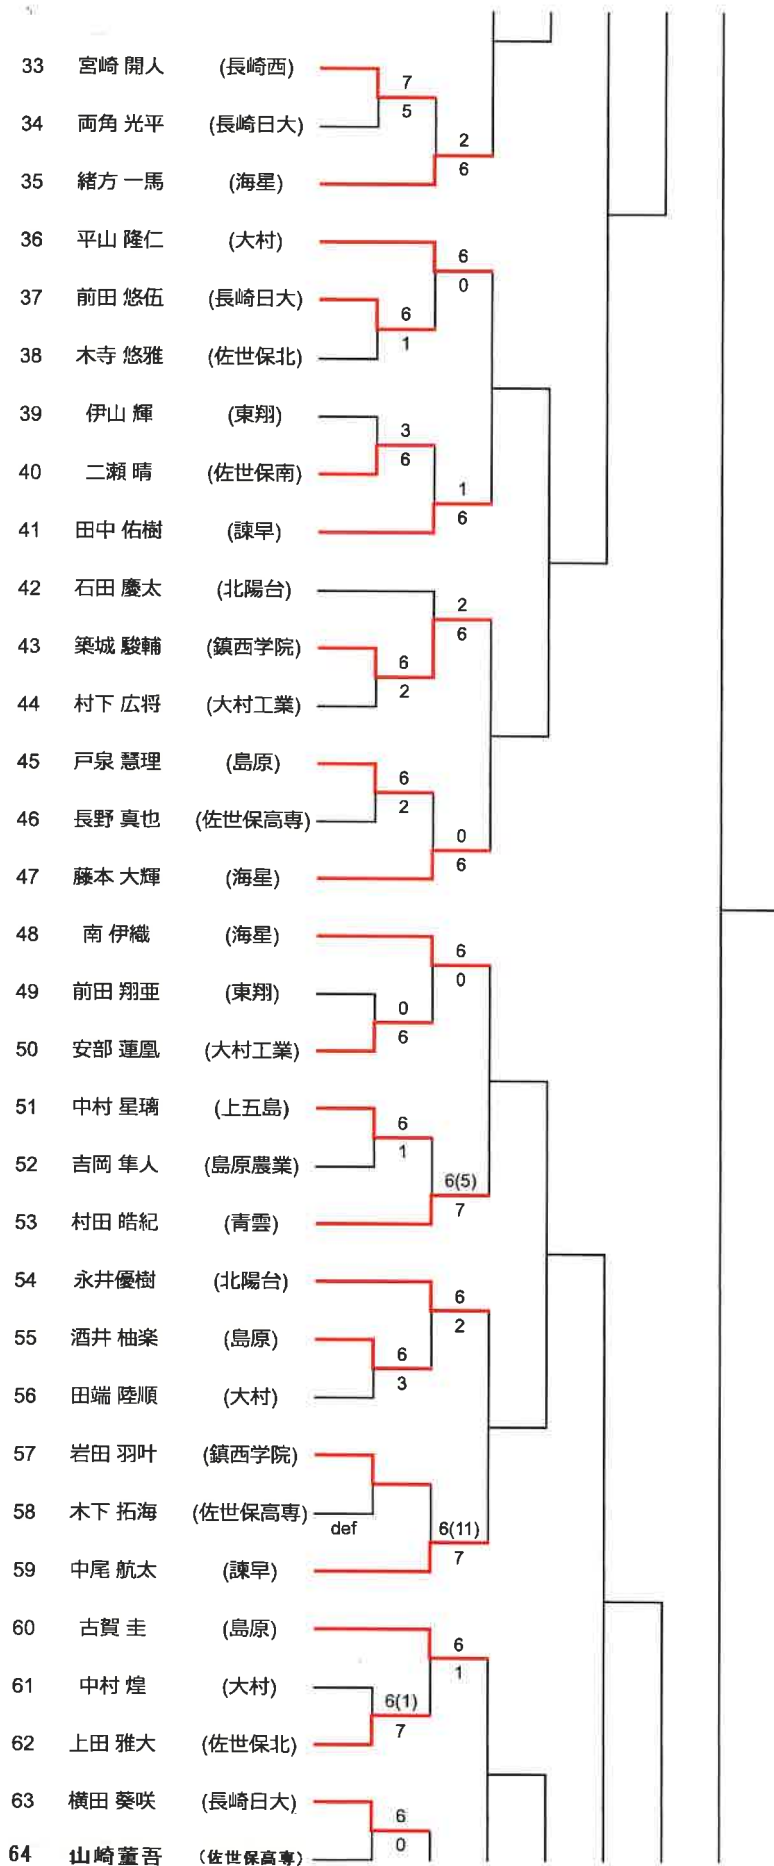 33 宮崎 開人 (長崎西)
7
5
34 両角 光平 (長崎日大)
2
6
35 緒方 一馬 (海星)
36 平山 隆仁 (大村)
6
0
37 前田 悠伍 (長崎日大)
6
1
38 木寺 悠雅 (佐世保北)
39 伊山 輝 (東翔)
3
6
40 二瀬 晴 (佐世保南)
1
6
41 田中 佑樹 (諫早)
42 石田 慶太 (北陽台)
2
6
43 築城 駿輔 (鎮西学院)
6
2
44 村下 広将 (大村工業)
45 戸泉 慧理 (島原)
6
2
46 長野 真也 (佐世保高専)
0
6
47 藤本 大輝 (海星)
48 南 伊織 (海星)
6
0
49 前田 翔亜 (東翔)
0
6
50 安部 蓮凰 (大村工業)
51 中村 星璃 (上五島)
6
1
52 吉岡 隼人 (島原農業)
6(5)
7
53 村田 皓紀 (青雲)
54 永井優樹 (北陽台)
6
2
55 酒井 柚楽 (島原)
6
3
56 田端 陸順 (大村)
57 岩田 羽叶 (鎮西学院)
58 木下 拓海 (佐世保高専)
def
6(11)
7
59 中尾 航太 (諫早)
60 古賀 圭 (島原)
6
1
61 中村 煌 (大村)
6(1)
7
62 上田 雅大 (佐世保北)
63 横田 葵咲 (長崎日大)
6
0
64 山崎董吾 (佐世保高専)